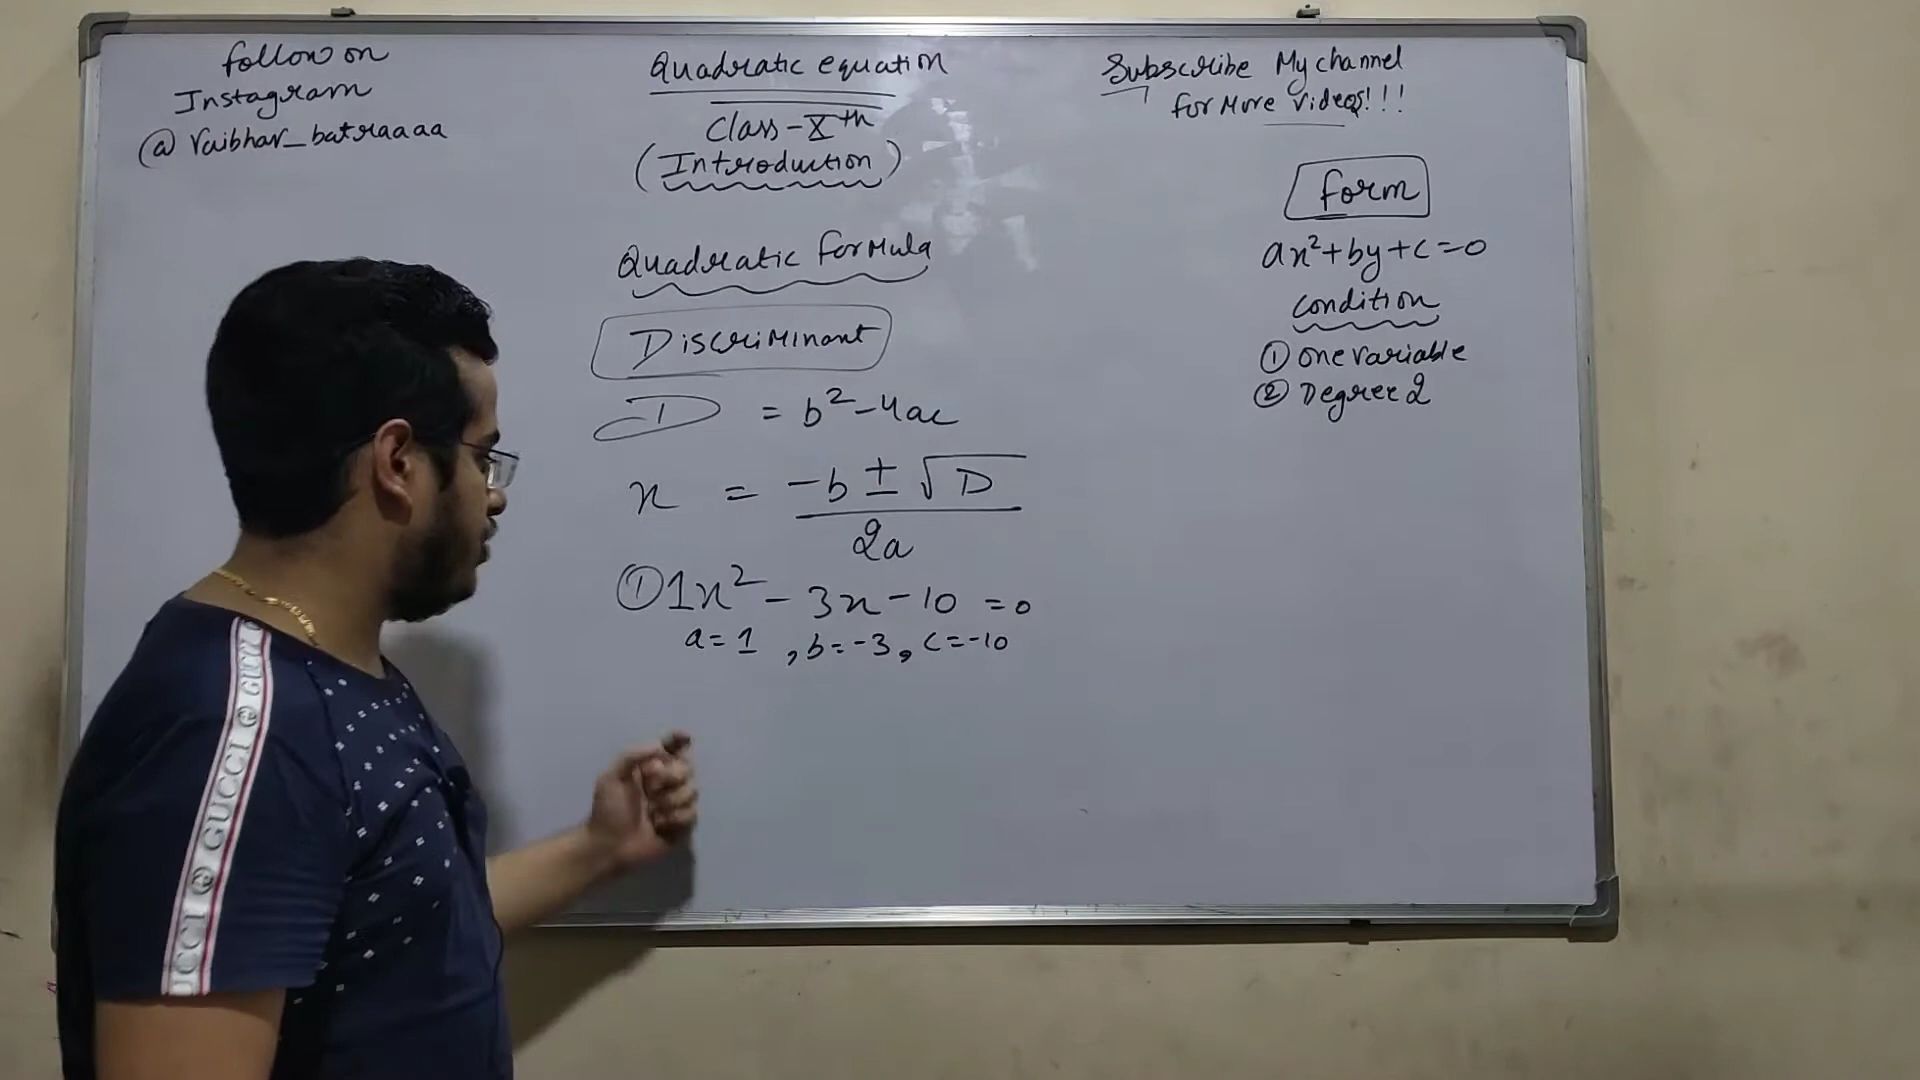 Follow on
Instagram
@ vaibhav_batraaaa
Quadratic equation
Class-Xth
(Introduction)
Subscribe My channel
For More Videos!!!
Form
ax²+by+c=0
condition
① one variable
② Degree 2
Quadratic Formula
Discriminant
D = b²-4ac
x = -b ± √D
2a
① 1x² - 3x - 10 = 0
a = 1 , b = -3 , c = -10
GUCCI @ GUCCI @ GUCCI